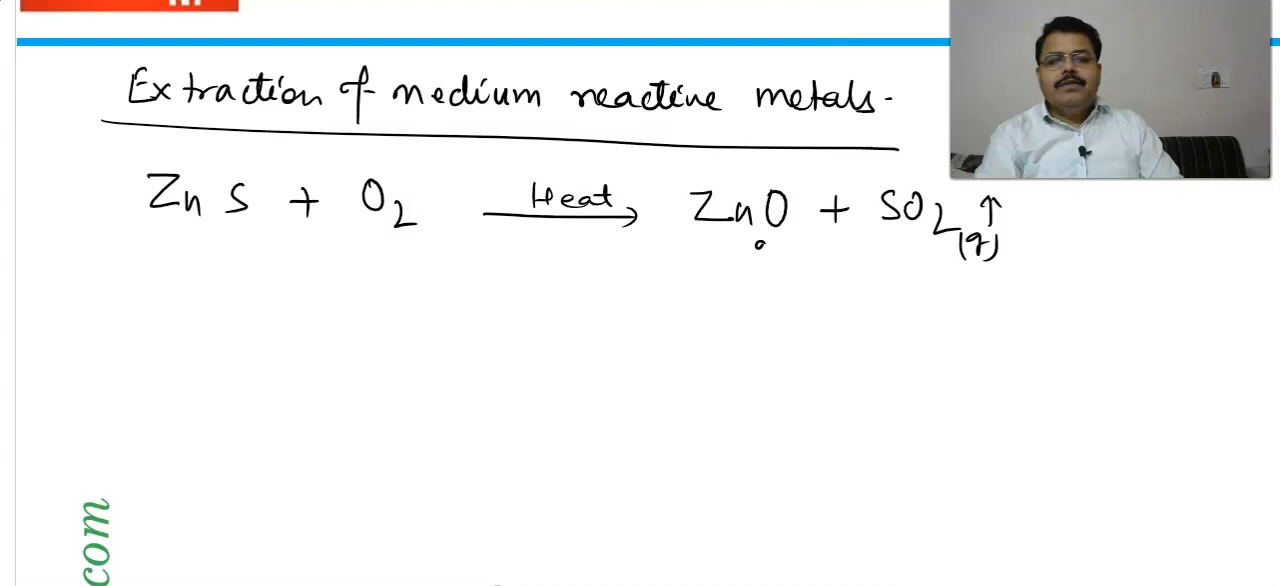 Extraction of medium reactive metals.
ZnS + O2 Heat → ZnO + SO2 ↑ (g)
com